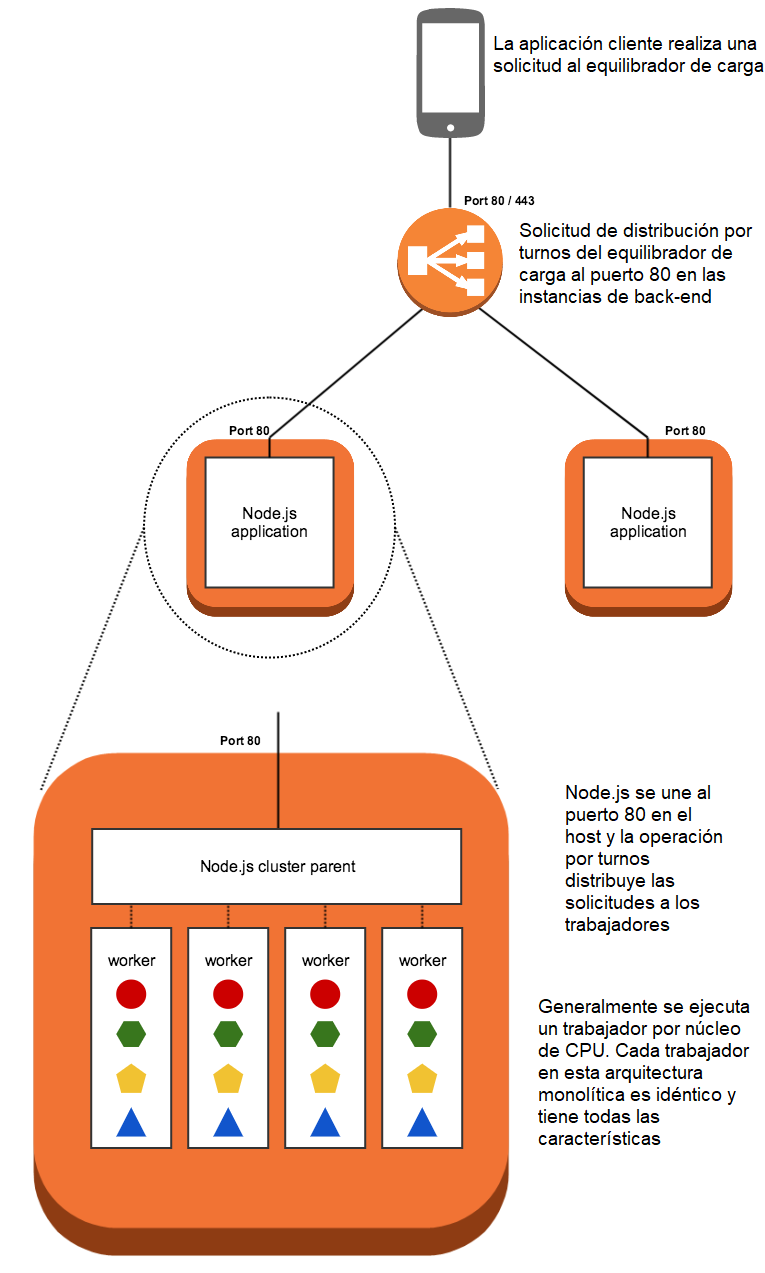 La aplicación cliente realiza una
solicitud al equilibrador de carga
Port 80 / 443
Solicitud de distribución por
turnos del equilibrador de
carga al puerto 80 en las
instancias de back-end
Port 80
Port 80
Node.js
application
Node.js
application
Port 80
Node.js se une al
puerto 80 en el
host y la operación
por turnos
distribuye las
solicitudes a los
trabajadores
Node.js cluster parent
worker
worker
worker
worker
Generalmente se ejecuta
un trabajador por núcleo
de CPU. Cada trabajador
en esta arquitectura
monolítica es idéntico y
tiene todas las
características